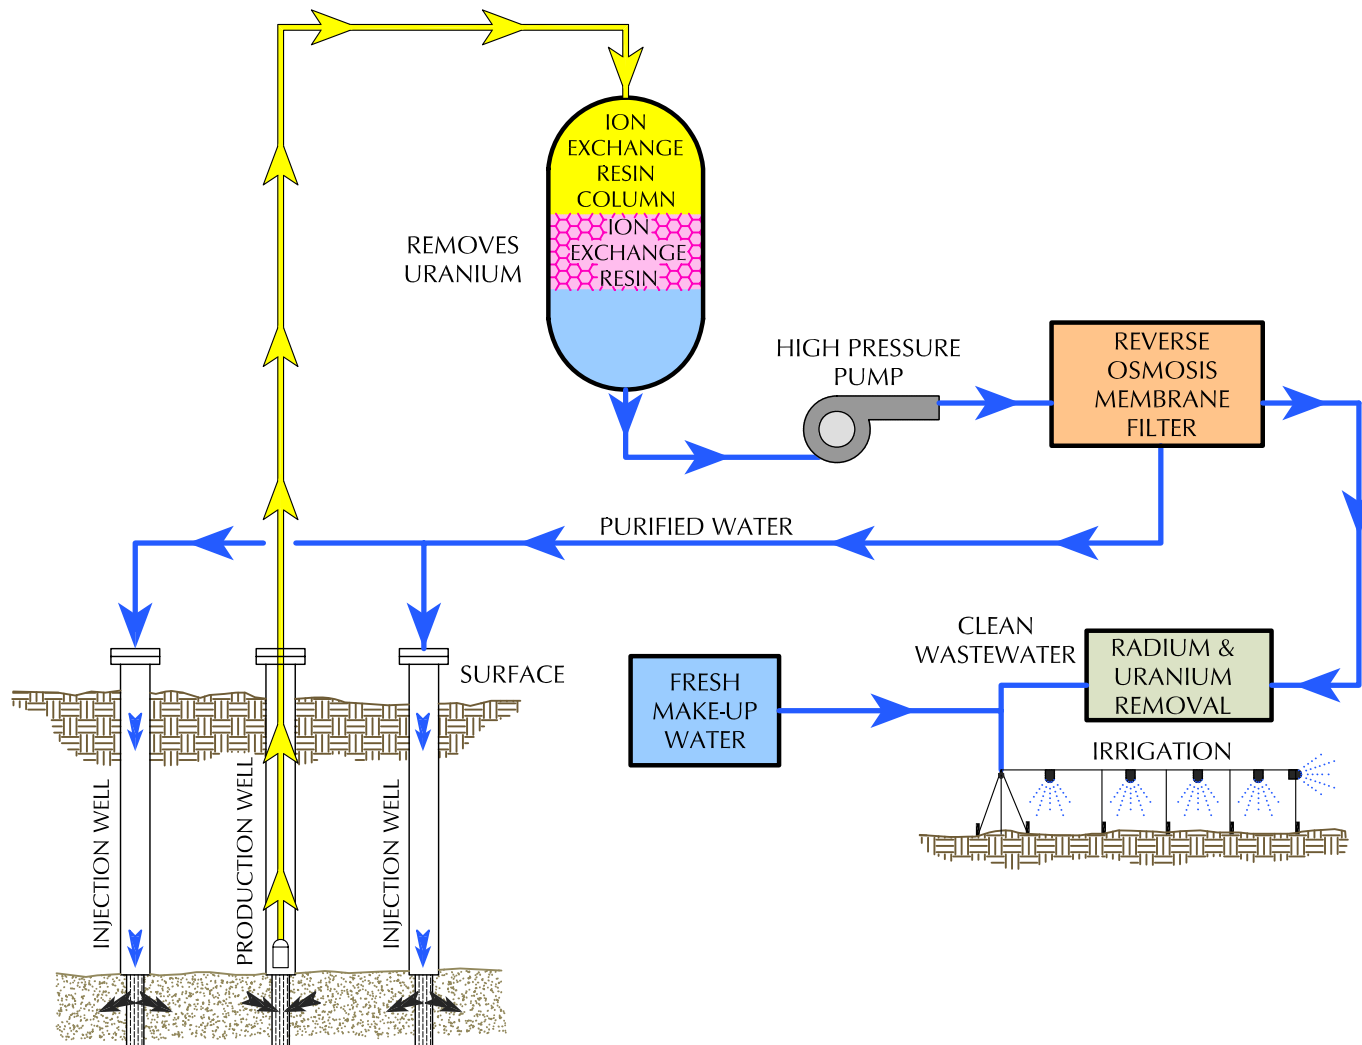 ION
EXCHANGE
RESIN
COLUMN
ION
EXCHANGE
RESIN
REMOVES
URANIUM
HIGH PRESSURE
PUMP
REVERSE
OSMOSIS
MEMBRANE
FILTER
PURIFIED WATER
CLEAN
WASTEWATER
RADIUM &
URANIUM
REMOVAL
SURFACE
FRESH
MAKE-UP
WATER
IRRIGATION
INJECTION WELL
PRODUCTION WELL
INJECTION WELL